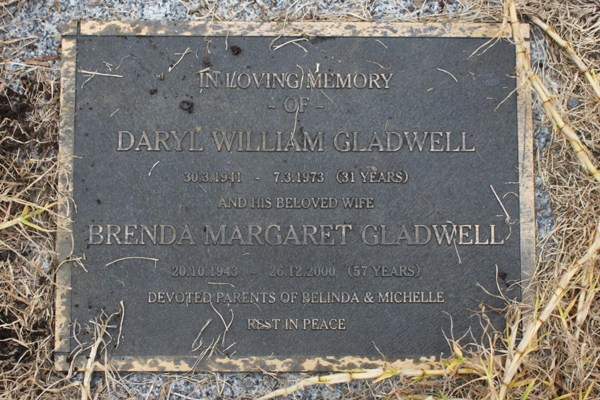 IN LOVING MEMORY
- OF -
DARYL WILLIAM GLADWELL
30.3.1941 - 7.3.1973 (31 YEARS)
AND HIS BELOVED WIFE
BRENDA MARGARET GLADWELL
20.10.1943 - 26.12.2000 (57 YEARS)
DEVOTED PARENTS OF BELINDA & MICHELLE
REST IN PEACE